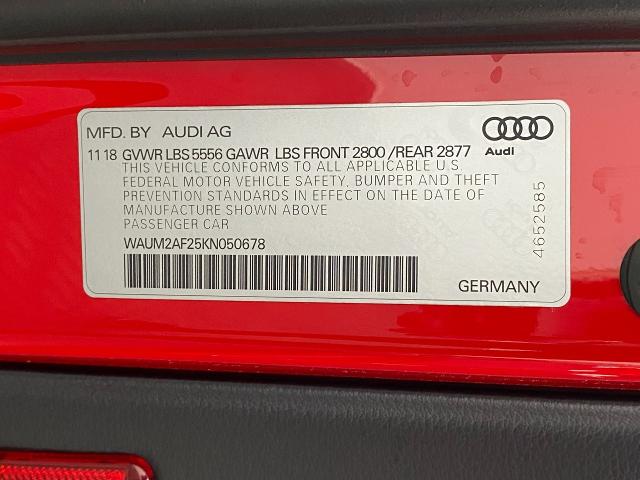 MFD. BY AUDI AG
Audi
11 18 GVWR LBS 5556 GAWR LBS FRONT 2800 /REAR 2877
THIS VEHICLE CONFORMS TO ALL APPLICABLE U.S.
FEDERAL MOTOR VEHICLE SAFETY, BUMPER AND THEFT
PREVENTION STANDARDS IN EFFECT ON THE DATE OF
MANUFACTURE SHOWN ABOVE
PASSENGER CAR
WAUM2AF25KN050678
4652585
GERMANY